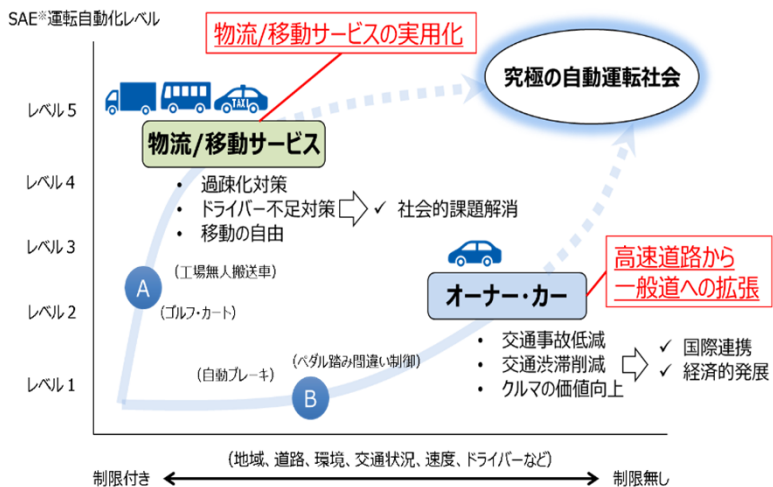 SAE※運転自動化レベル
物流/移動サービスの実用化
究極の自動運転社会
レベル5
TAXI
物流/移動サービス
レベル4
・ 過疎化対策
・ ドライバー不足対策
・ 移動の自由
✓ 社会的課題解消
レベル3
高速道路から
一般道への拡張
(工場無人搬送車)
A
オーナー・カー
レベル2
(ゴルフ・カート)
・ 交通事故低減
・ 交通渋滞削減
・ クルマの価値向上
✓ 国際連携
✓ 経済的発展
(ペダル踏み間違い制御)
(自動ブレーキ)
レベル1
B
(地域、道路、環境、交通状況、速度、ドライバーなど)
制限付き
制限無し